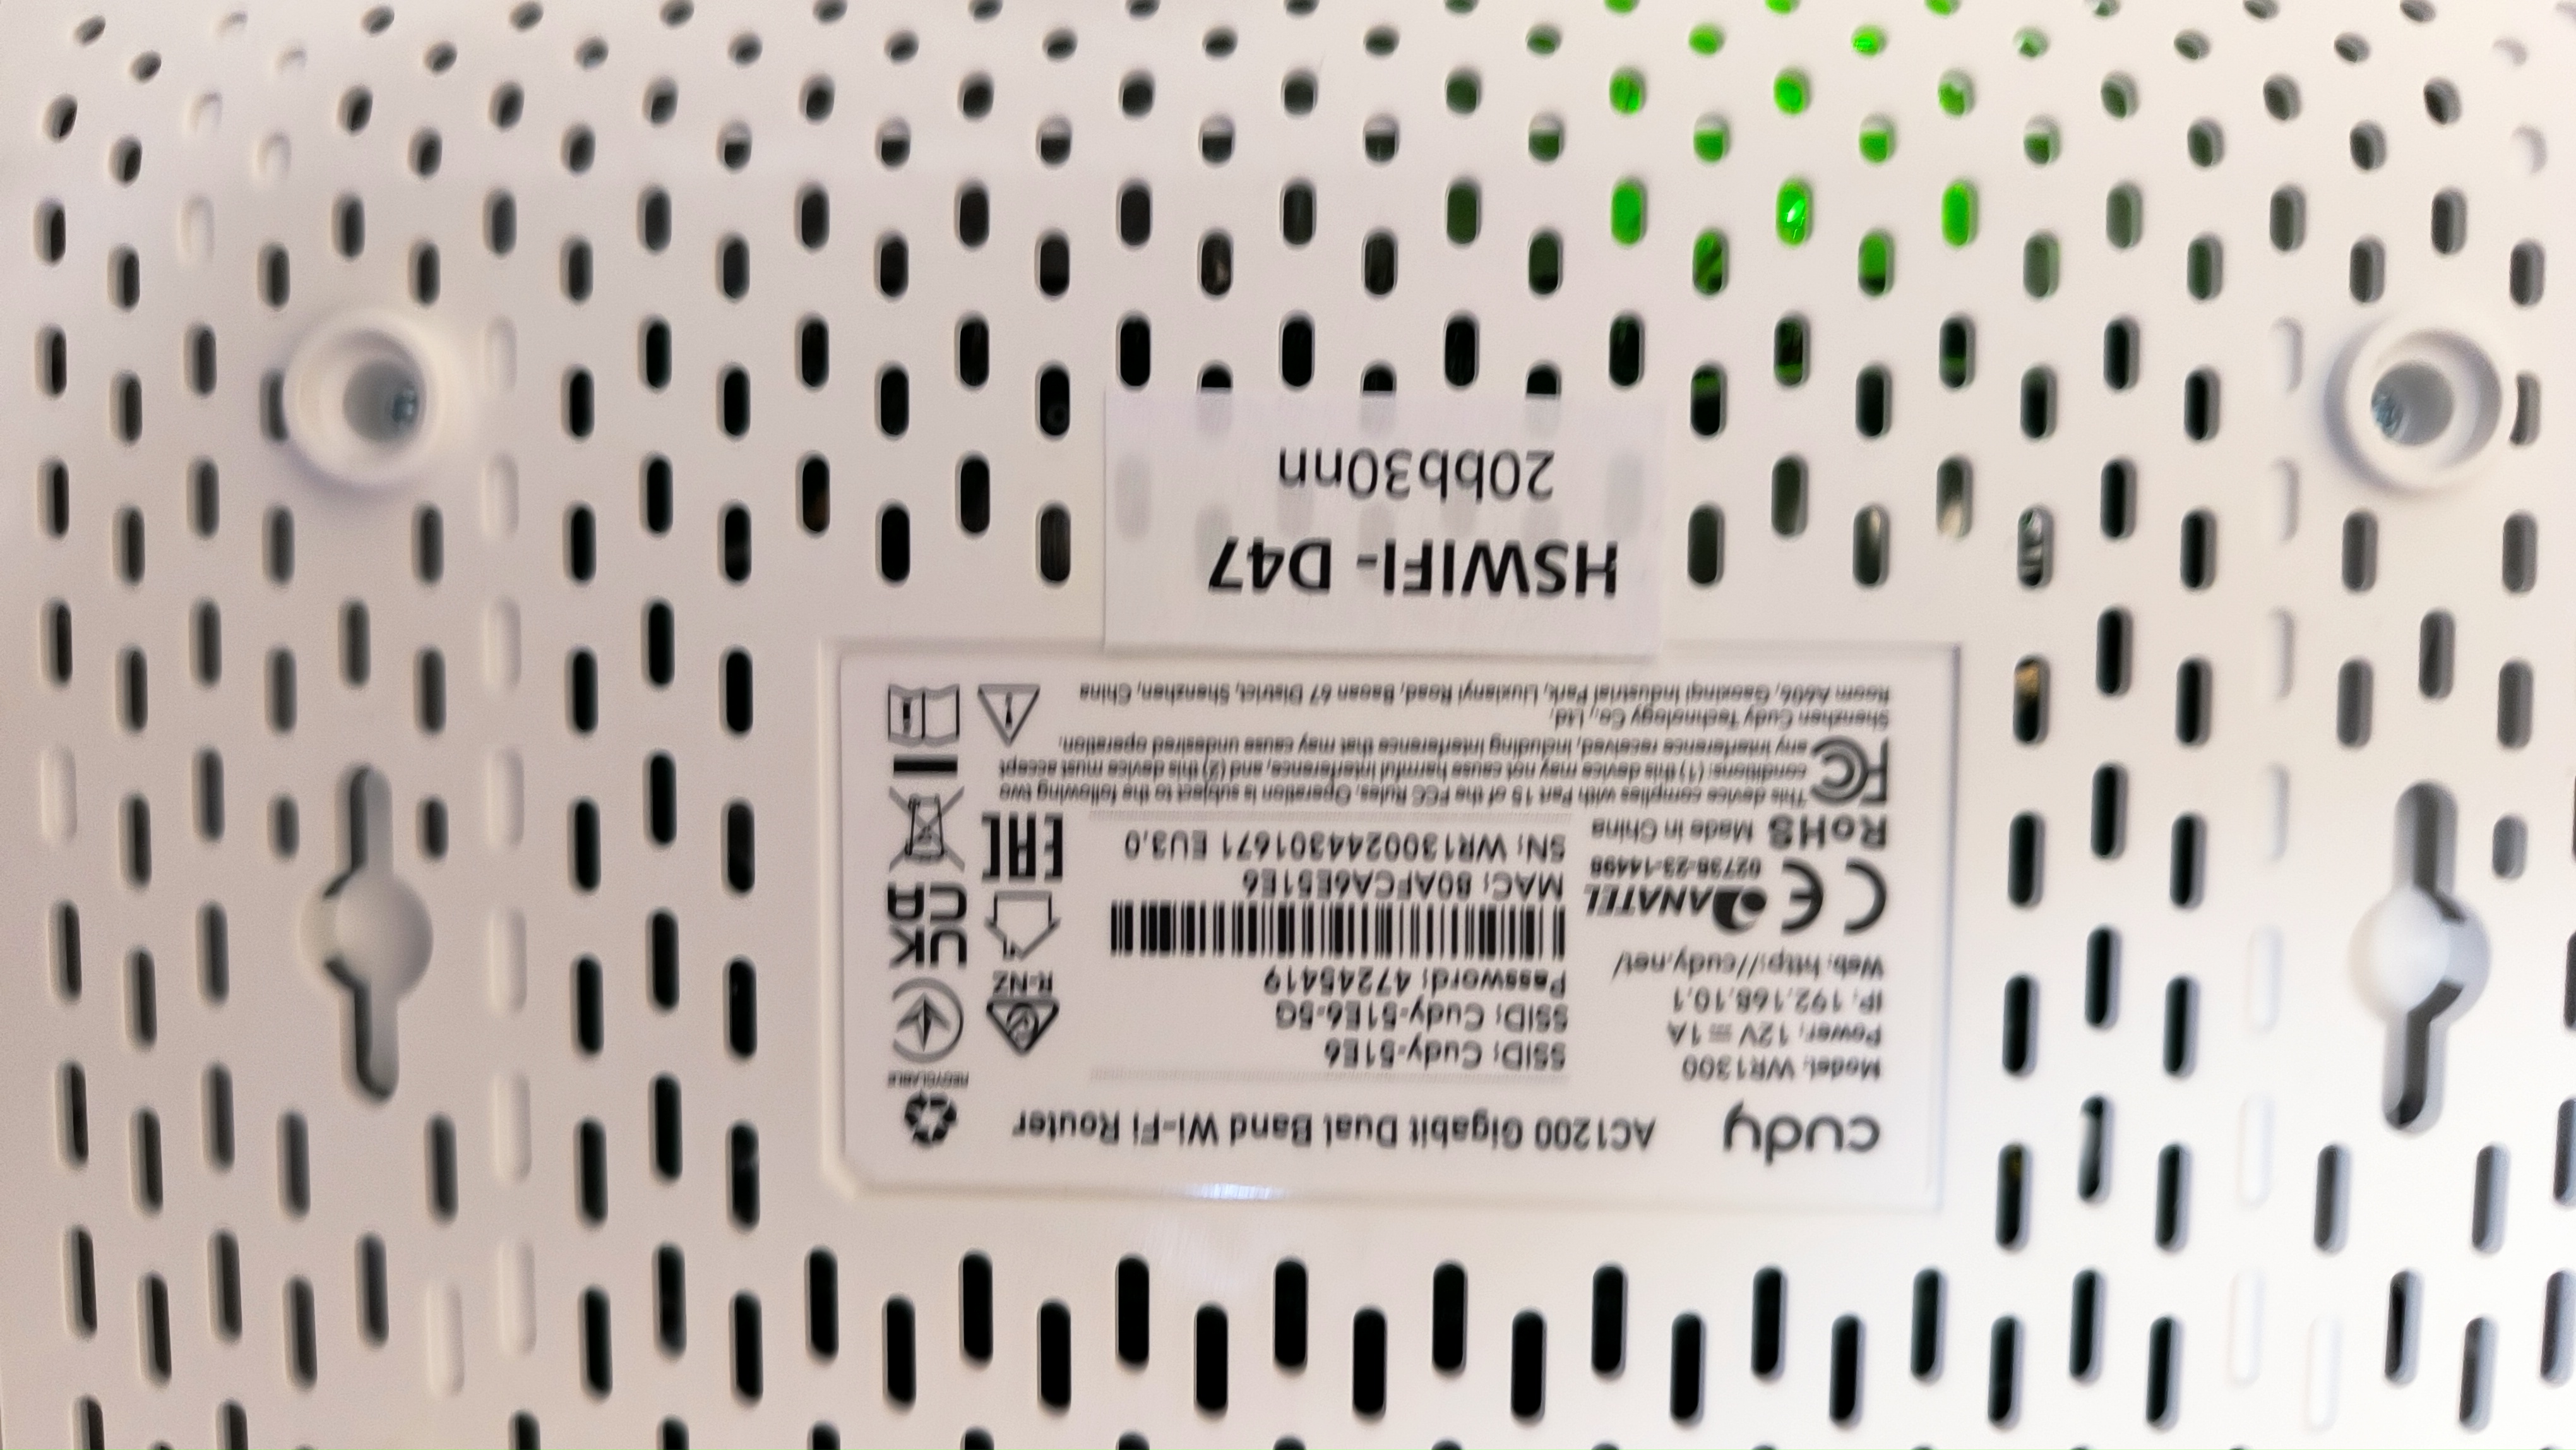 cudy
AC1200 Gigabit Dual Band Wi-Fi Router
Model: WR1300
Power: 12V ⎓ 1A
IP: 192.168.10.1
Web: http://cudy.net/
SSID: Cudy-51E6
SSID: Cudy-51E6-5G
Password: 47245419
MAC: 80AFCA6E51E6
SN: WR1300244301671 EU3.0
CE
ANATEL
02736-23-14498
RoHS Made in China
RECYCLABLE
R-NZ
UK
CA
EAC
FC
This device complies with Part 15 of the FCC Rules. Operation is subject to the following two
conditions: (1) this device may not cause harmful interference, and (2) this device must accept
any interference received, including interference that may cause undesired operation.
Shenzhen Cudy Technology Co., Ltd.
Room A606, Gaoxinqi Industrial Park, Liuxianyi Road, Baoan 67 District, Shenzhen, China
HSWIFI- D47
20bb30nn